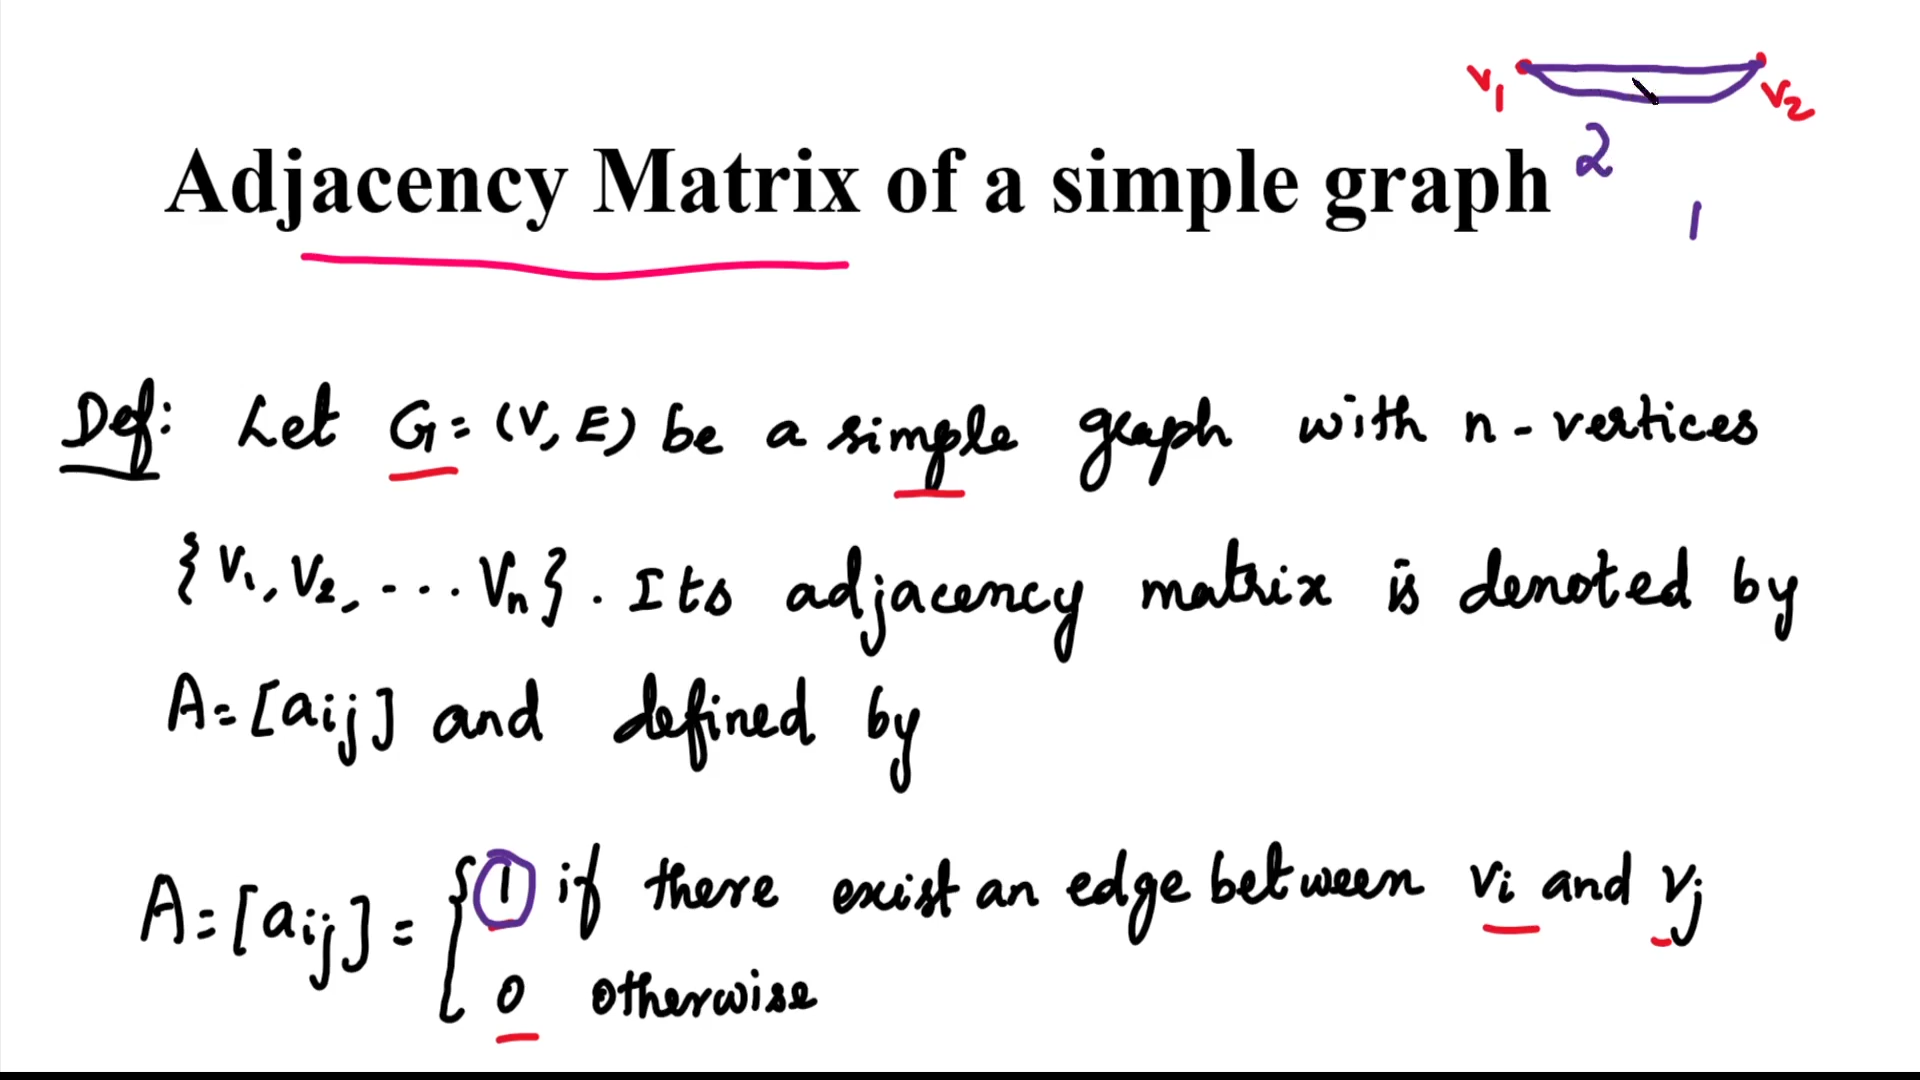 v₁ v₂
Adjacency Matrix of a simple graph 2
1
Def: Let G = (V, E) be a simple graph with n - vertices
{V₁, V₂, .... Vₙ} . Its adjacency matrix is denoted by
A = [aij] and defined by
A = [aij] = { 1 if there exist an edge between vi and vj
0 otherwise